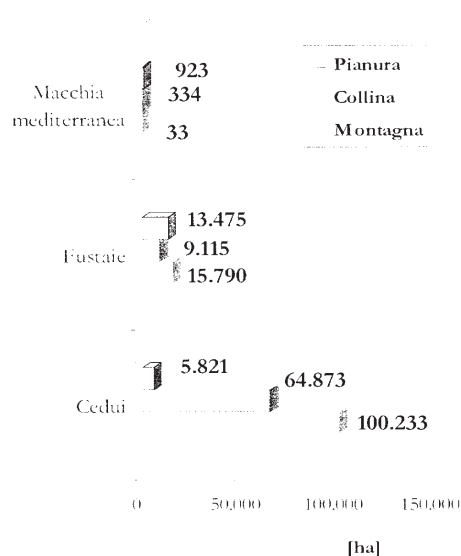 923
Pianura
Macchia
mediterranea
334
Collina
33
Montagna
13.475
Fustaie
9.115
15.790
5.821
64.873
Cedui
100.233
0 50,000 100,000 150,000
[ha]